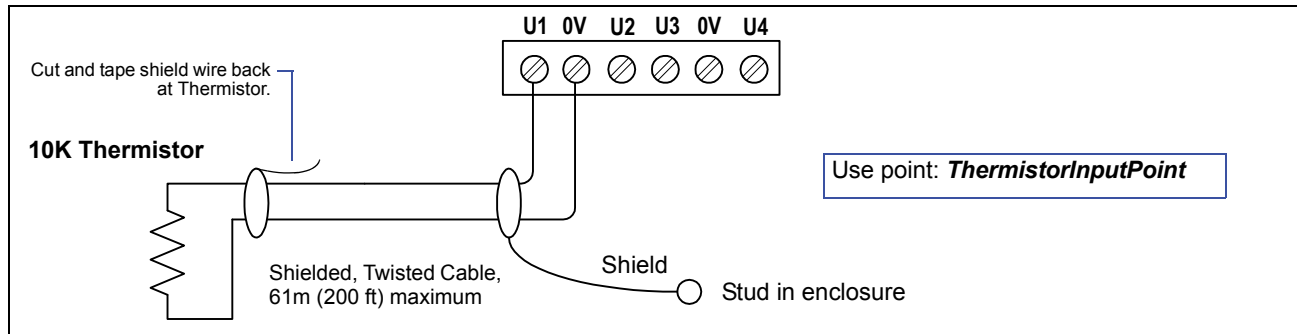 U1 0V U2 U3 0V U4
Cut and tape shield wire back
at Thermistor.
10K Thermistor
Use point: ThermistorInputPoint
Shielded, Twisted Cable,
61m (200 ft) maximum
Shield
Stud in enclosure